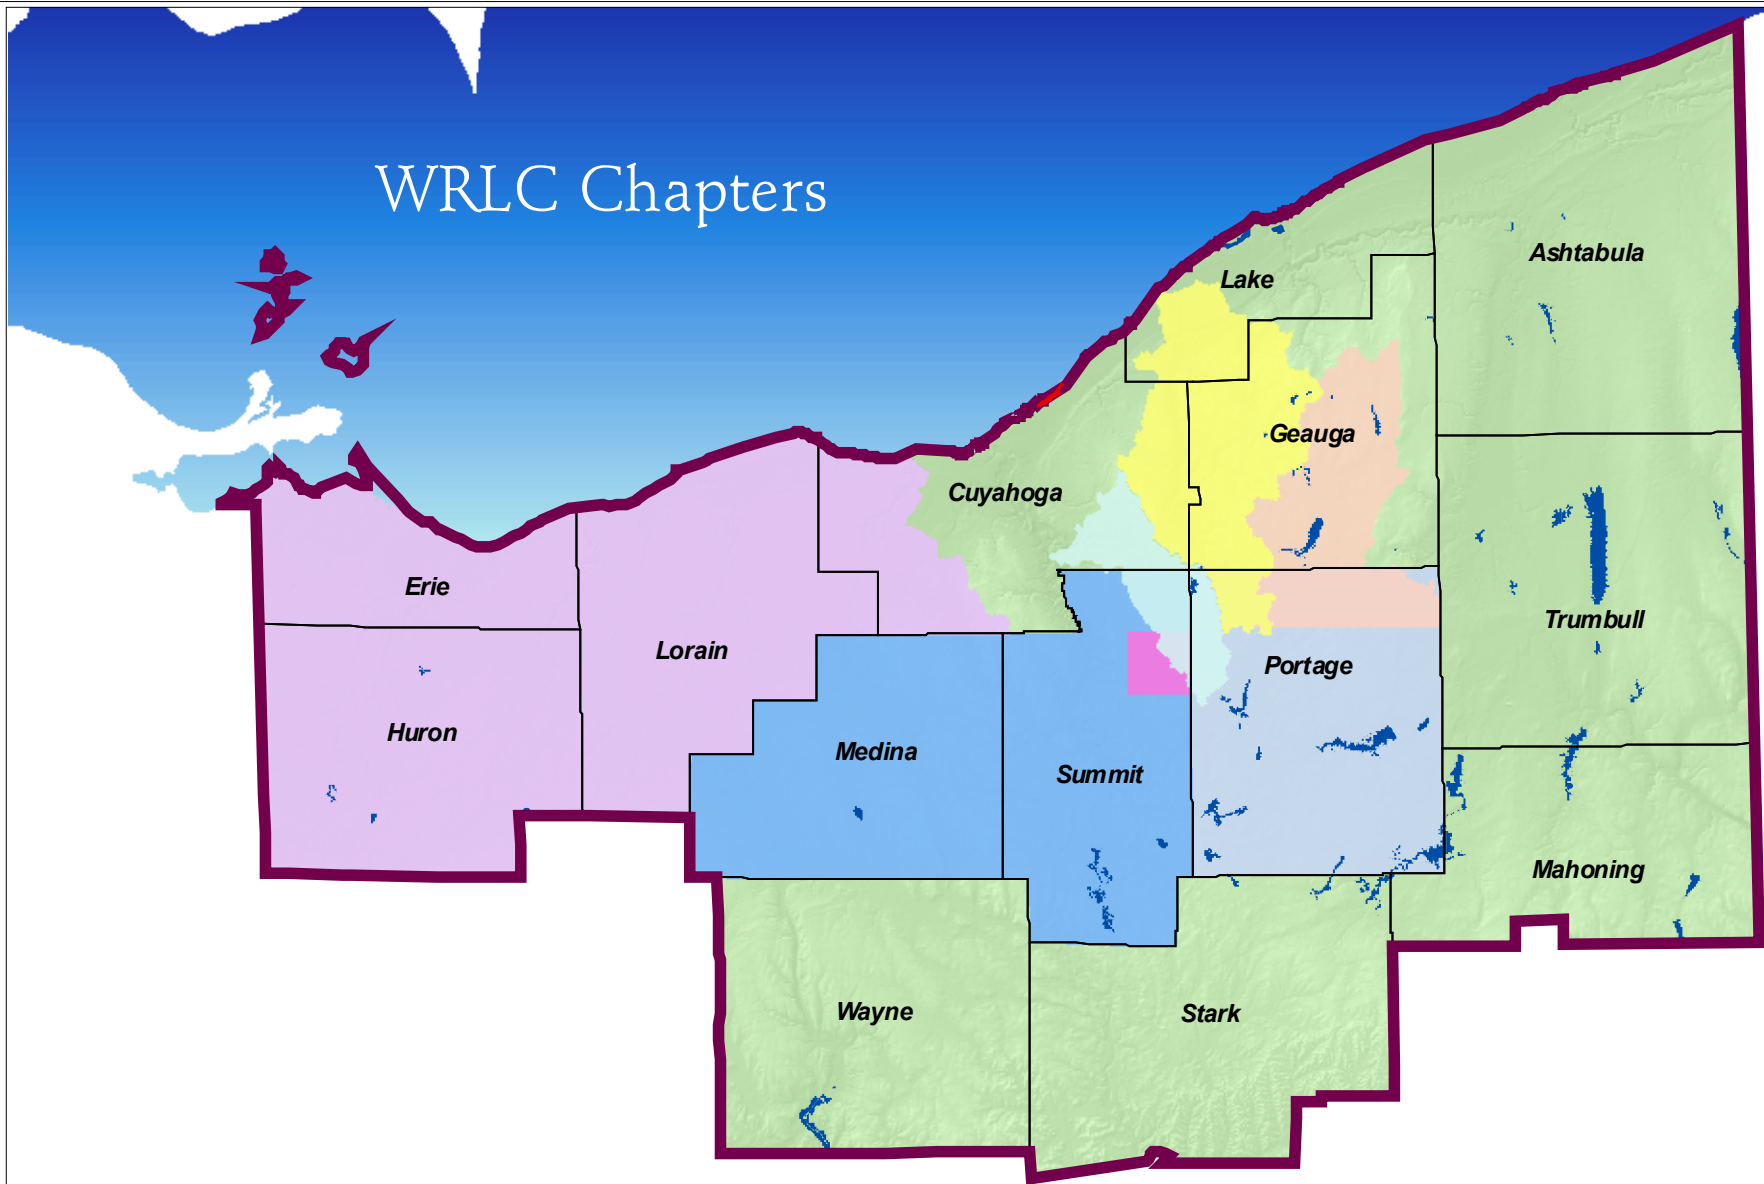 WRLC Chapters
Ashtabula
Lake
Geauga
Cuyahoga
Erie
Trumbull
Lorain
Portage
Huron
Medina
Summit
Mahoning
Wayne
Stark